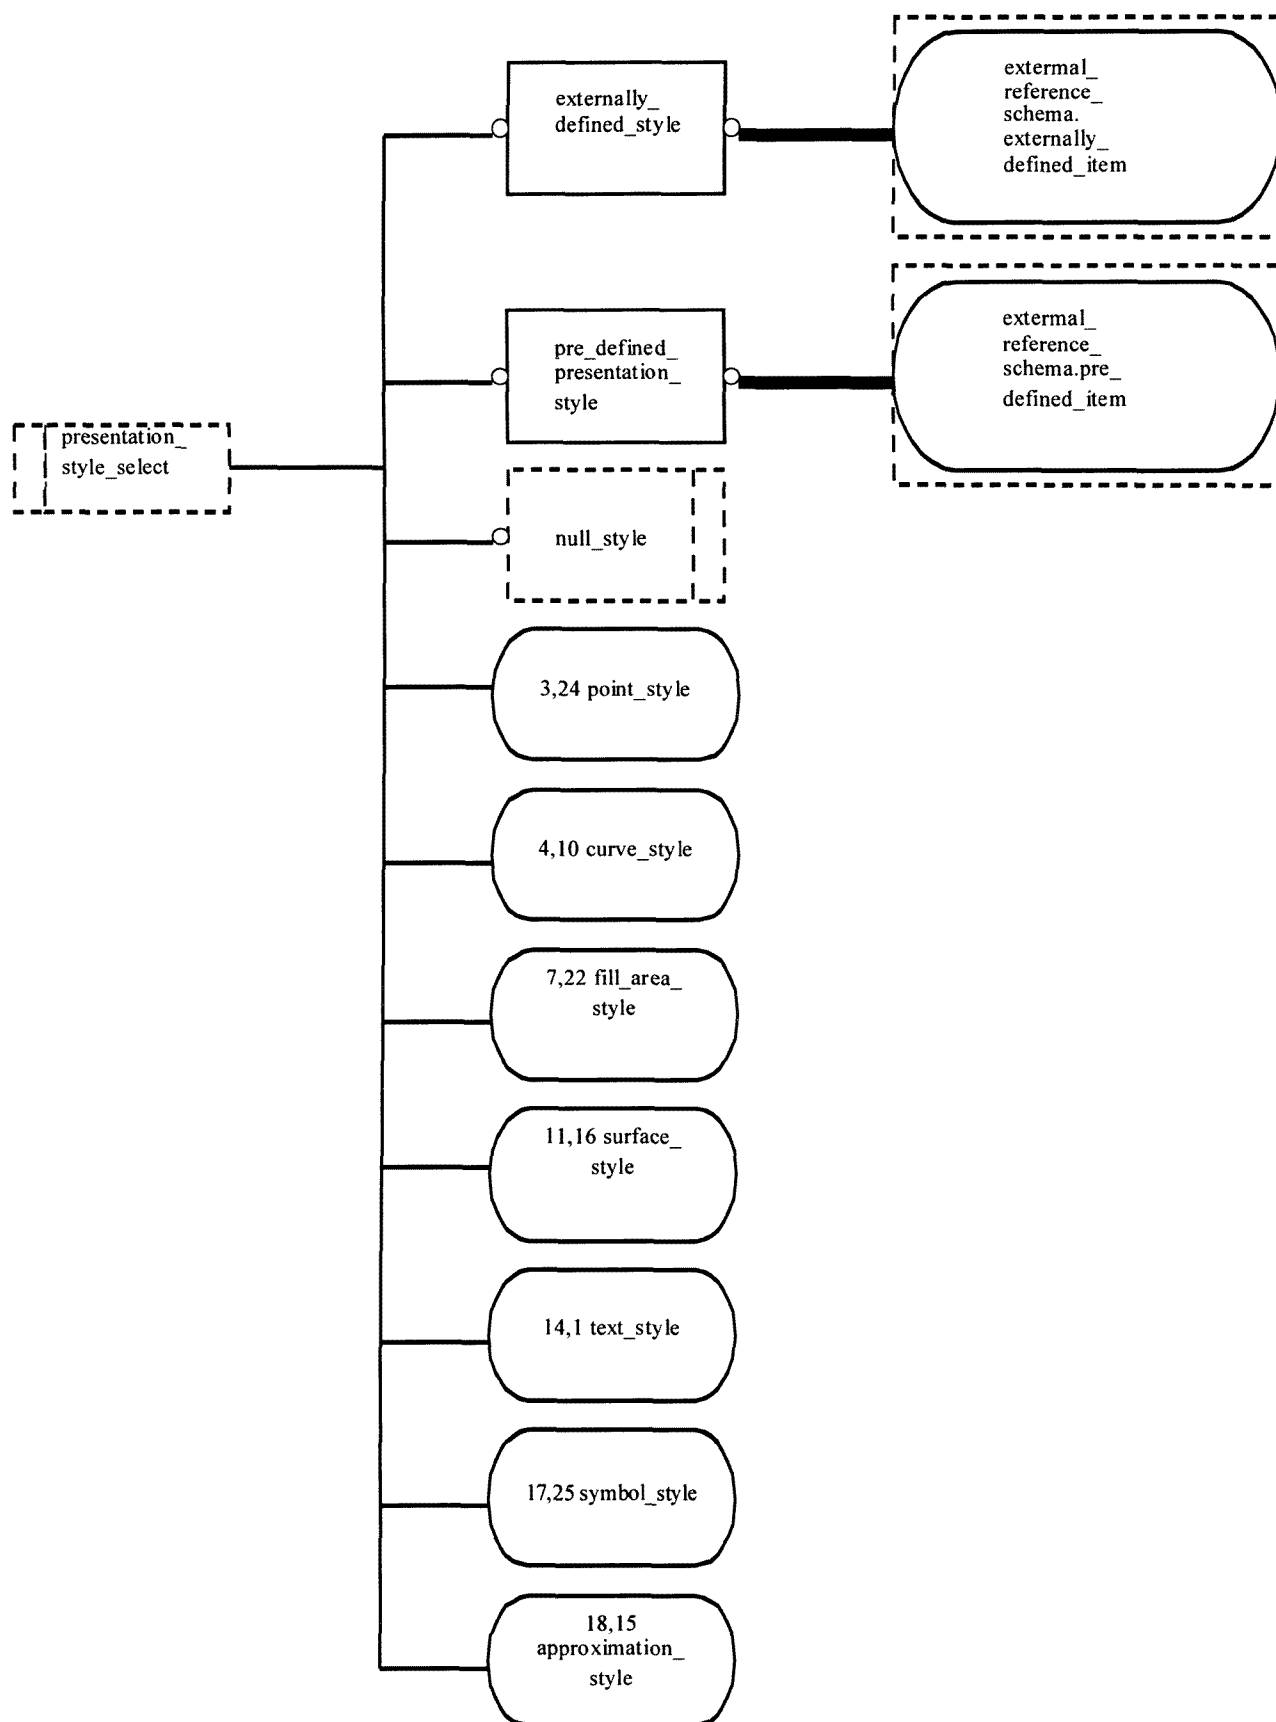 externally_
defined_style
extermal_
reference_
schema.
externally_
defined_item
pre_defined_
presentation_
style
extermal_
reference_
schema.pre_
defined_item
presentation_
style_select
null_style
3,24 point_style
4,10 curve_style
7,22 fill_area_
style
11,16 surface_
style
14,1 text_style
17,25 symbol_style
18,15
approximation_
style